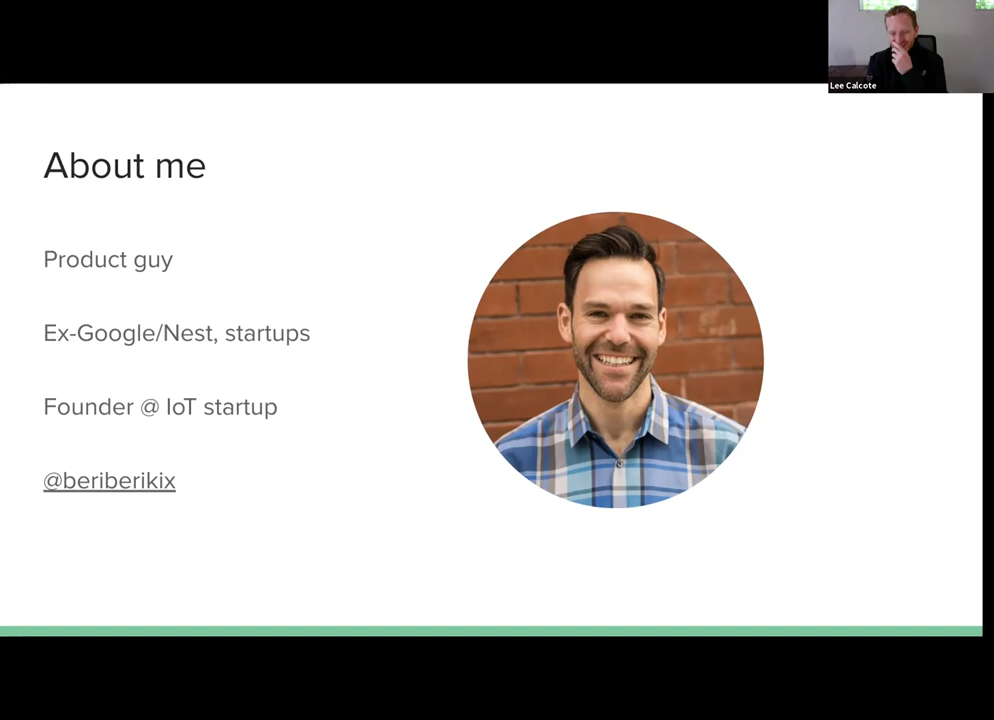 Lee Calcote
About me
Product guy
Ex-Google/Nest, startups
Founder @ IoT startup
@beriberikix